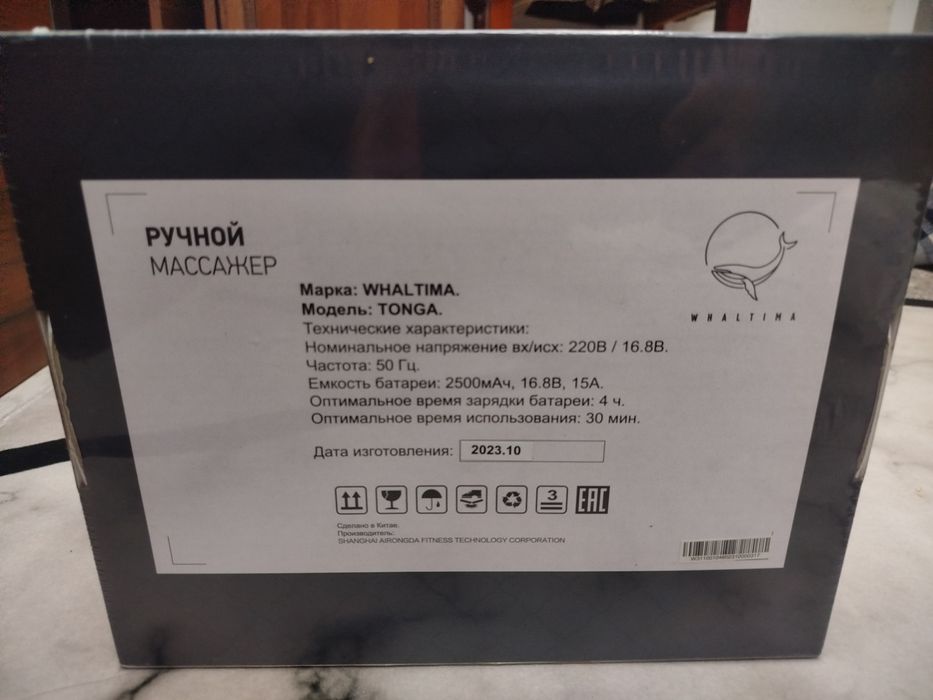 РУЧНОЙ
МАССАЖЕР
WHALTIMA
Марка: WHALTIMA.
Модель: TONGA.
Технические характеристики:
Номинальное напряжение вх/исх: 220В / 16.8В.
Частота: 50 Гц.
Емкость батареи: 2500мАч, 16.8В, 15А.
Оптимальное время зарядки батареи: 4 ч.
Оптимальное время использования: 30 мин.
Дата изготовления: 2023.10
3
EAC
Сделано в Китае.
Производитель:
SHANGHAI AIRONGDA FITNESS TECHNOLOGY CORPORATION